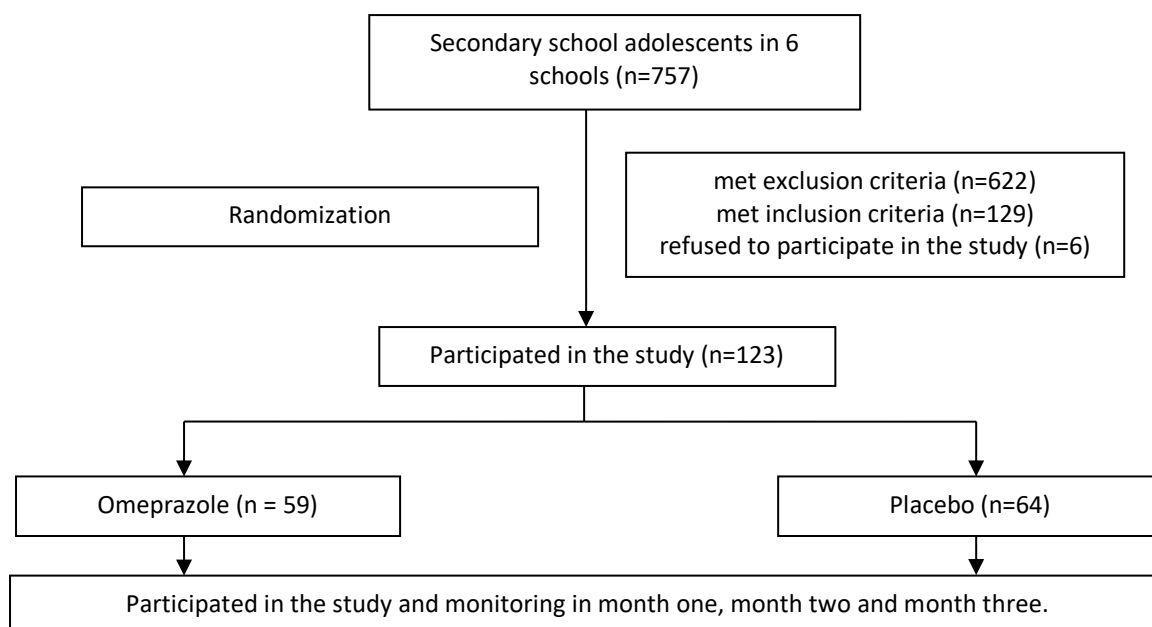 Secondary school adolescents in 6
schools (n=757)
met exclusion criteria (n=622)
met inclusion criteria (n=129)
refused to participate in the study (n=6)
Randomization
Participated in the study (n=123)
Omeprazole (n = 59)
Placebo (n=64)
Participated in the study and monitoring in month one, month two and month three.